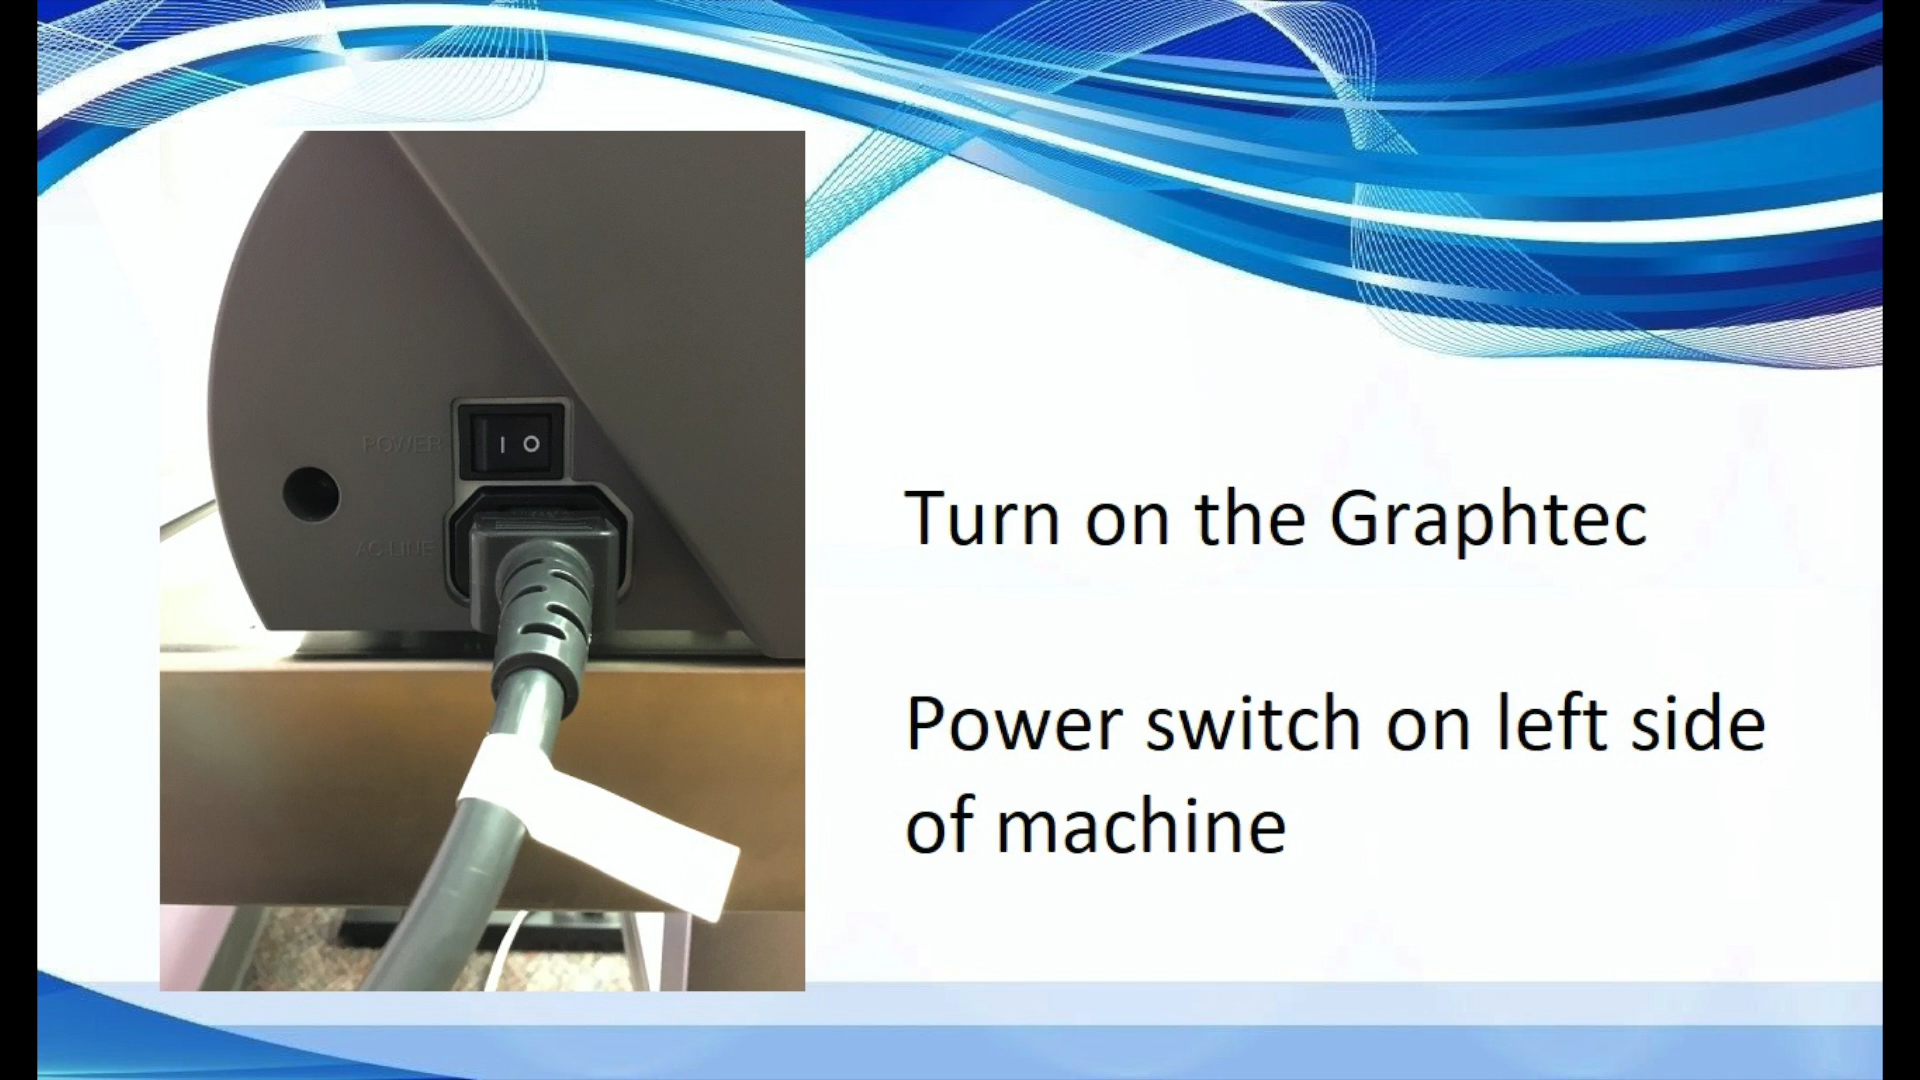 POWER
I O
AC LINE
Turn on the Graphtec
Power switch on left side
of machine